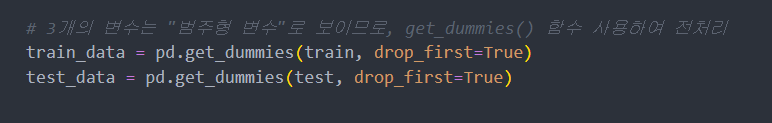 # 3개의 변수는 "범주형 변수"로 보이므로, get_dummies() 함수 사용하여 전처리
train_data = pd.get_dummies(train, drop_first=True)
test_data = pd.get_dummies(test, drop_first=True)